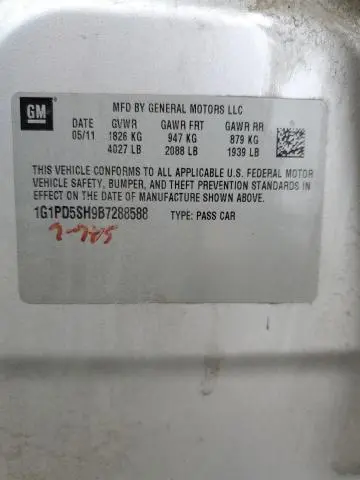 GM
MFD BY GENERAL MOTORS LLC
DATE GVWR GAWR FRT GAWR RR
05/11 1826 KG 947 KG 879 KG
4027 LB 2088 LB 1939 LB
THIS VEHICLE CONFORMS TO ALL APPLICABLE U.S. FEDERAL MOTOR
VEHICLE SAFETY, BUMPER, AND THEFT PREVENTION STANDARDS IN
EFFECT ON THE DATE OF MANUFACTURE SHOWN ABOVE.
1G1PD5SH9B7288588 TYPE: PASS CAR